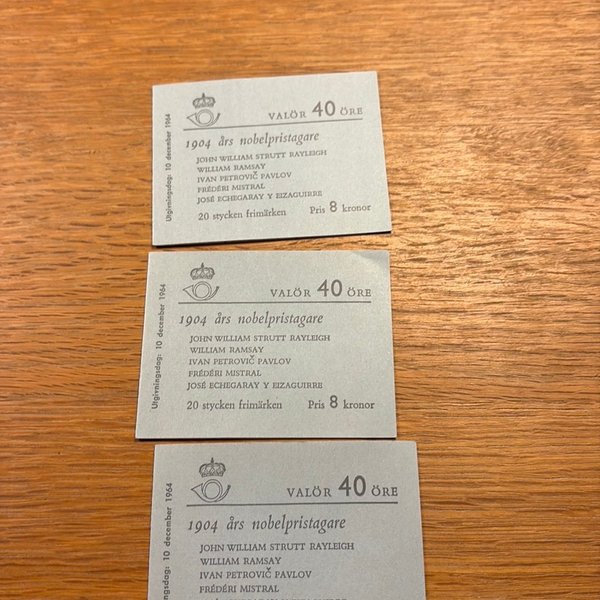 VALÖR 40 ÖRE
1904 års nobelpristagare
JOHN WILLIAM STRUTT RAYLEIGH
WILLIAM RAMSAY
IVAN PETROVIČ PAVLOV
FRÉDÉRI MISTRAL
JOSÉ ECHEGARAY Y EIZAGUIRRE
20 stycken frimärken Pris 8 kronor
Utgivningsdag: 10 december 1964
VALÖR 40 ÖRE
1904 års nobelpristagare
JOHN WILLIAM STRUTT RAYLEIGH
WILLIAM RAMSAY
IVAN PETROVIČ PAVLOV
FRÉDÉRI MISTRAL
JOSÉ ECHEGARAY Y EIZAGUIRRE
20 stycken frimärken Pris 8 kronor
Utgivningsdag: 10 december 1964
VALÖR 40 ÖRE
1904 års nobelpristagare
JOHN WILLIAM STRUTT RAYLEIGH
WILLIAM RAMSAY
IVAN PETROVIČ PAVLOV
FRÉDÉRI MISTRAL
10 december 1964